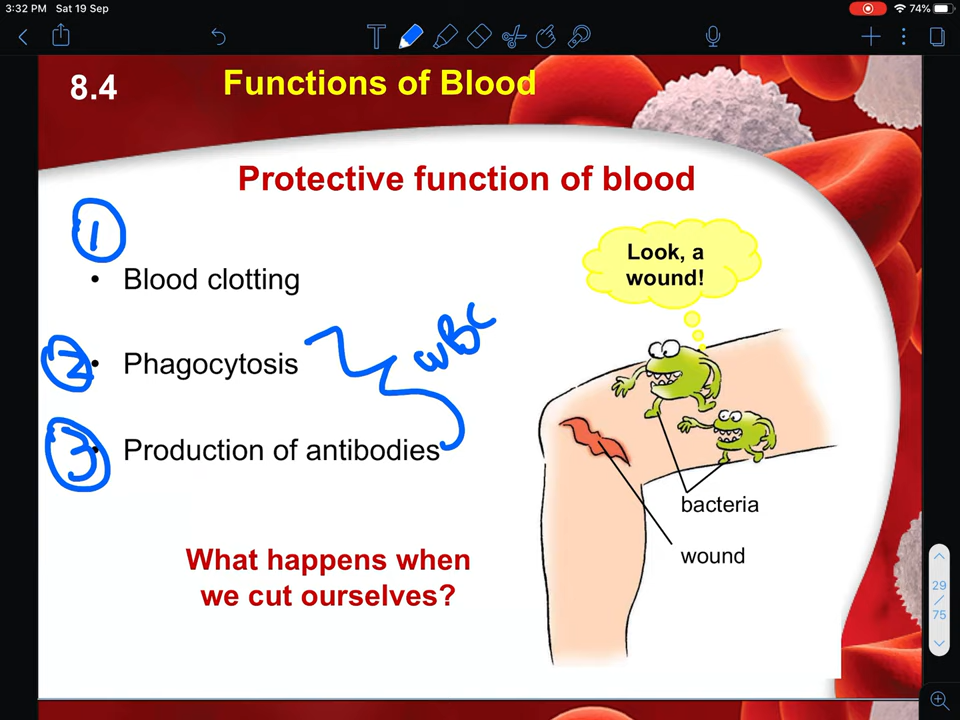 3:32 PM Sat 19 Sep
74%
8.4
Functions of Blood
Protective function of blood
1
• Blood clotting
2
• Phagocytosis
WBC
3
• Production of antibodies
Look, a
wound!
bacteria
wound
What happens when
we cut ourselves?
29
/
75